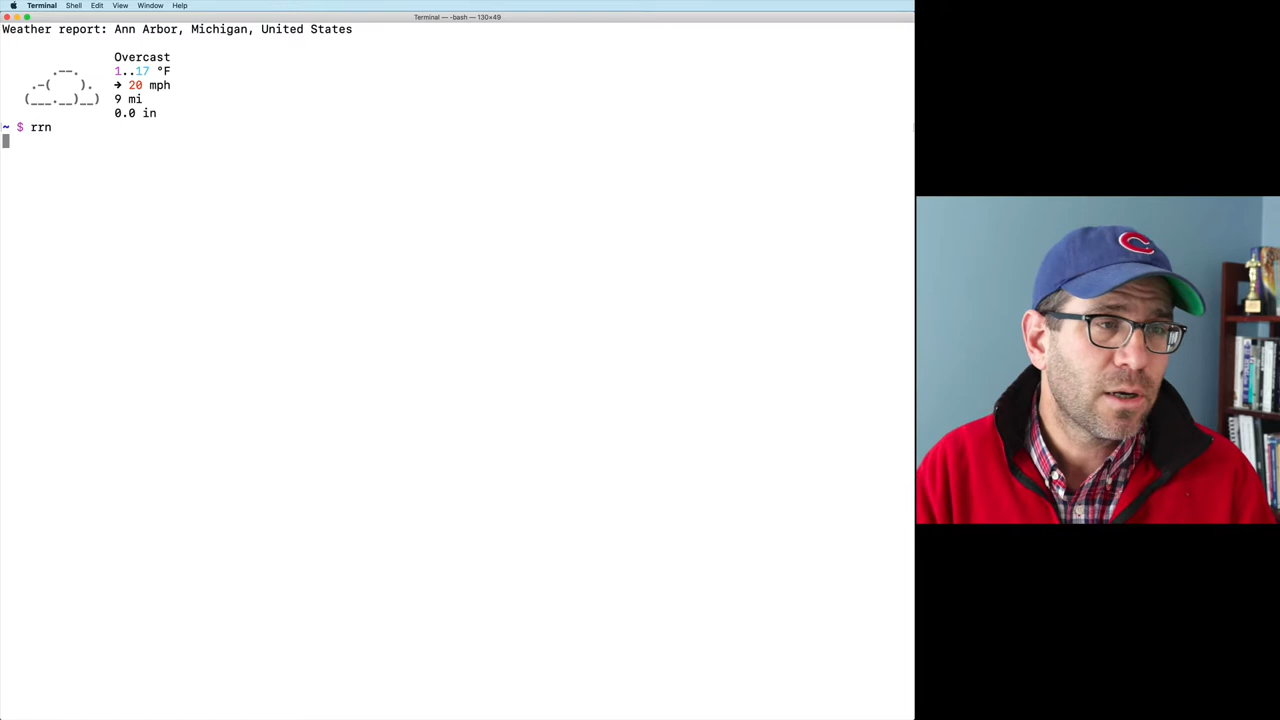 Terminal Shell Edit View Window Help
Terminal — -bash — 130×49
Weather report: Ann Arbor, Michigan, United States
Overcast
1..17 °F
→ 20 mph
9 mi
0.0 in
~ $ rrn
C